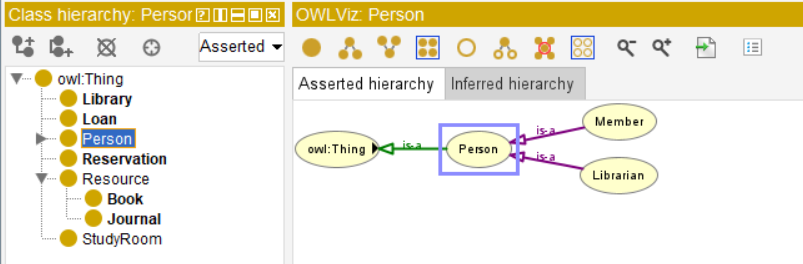 Class hierarchy: Person
OWLViz: Person
Asserted
Asserted hierarchy
Inferred hierarchy
owl:Thing
Library
Loan
Person
Reservation
Resource
Book
Journal
StudyRoom
owl:Thing
is-a
Person
is-a
is-a
Member
Librarian